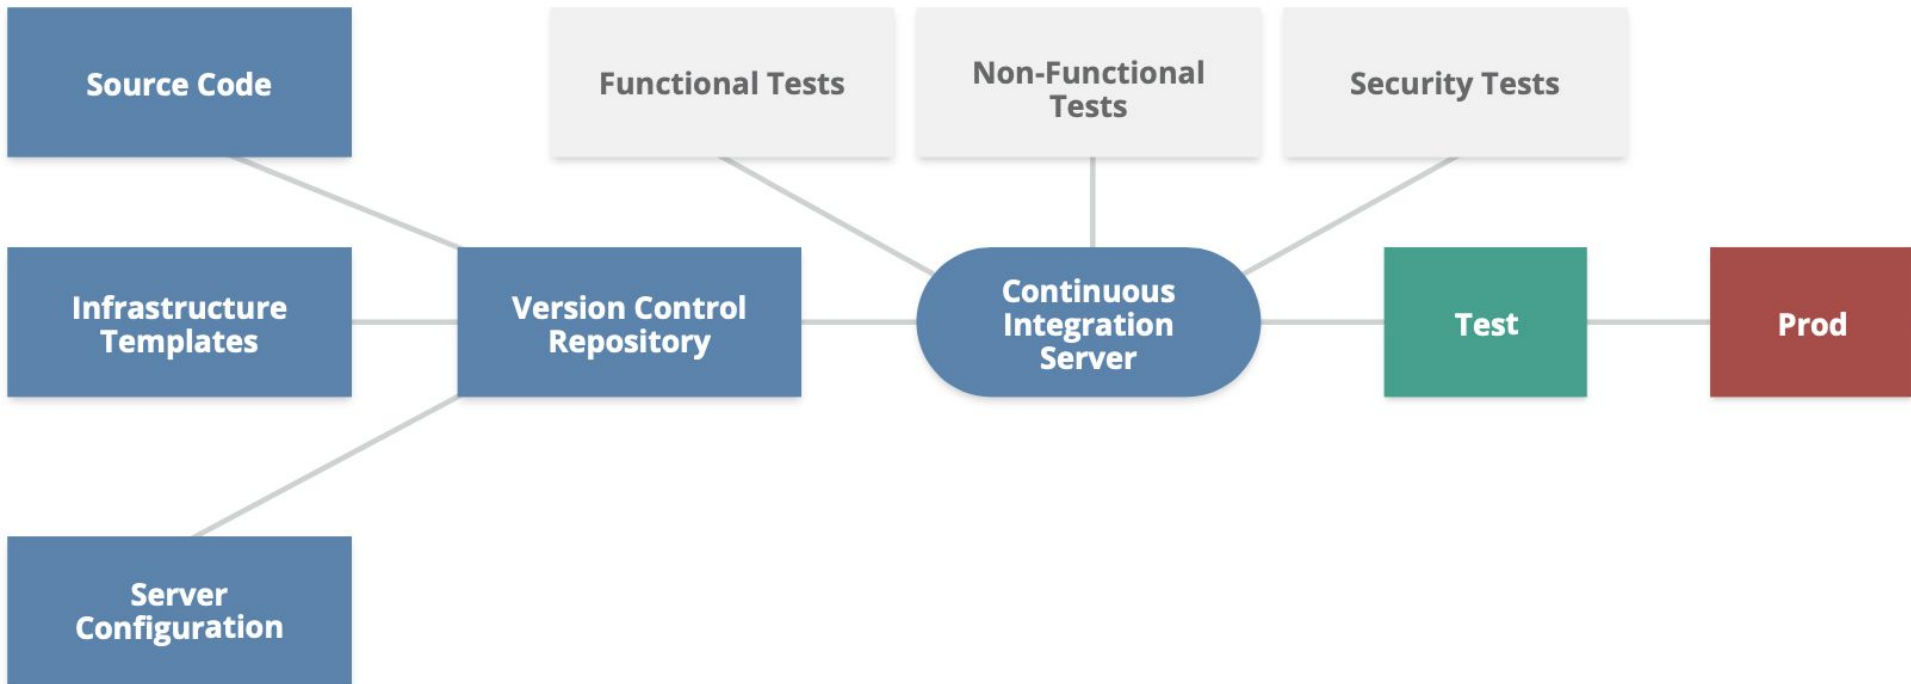 Source Code
Functional Tests
Non-Functional
Tests
Security Tests
Infrastructure
Templates
Version Control
Repository
Continuous
Integration
Server
Test
Prod
Server
Configuration